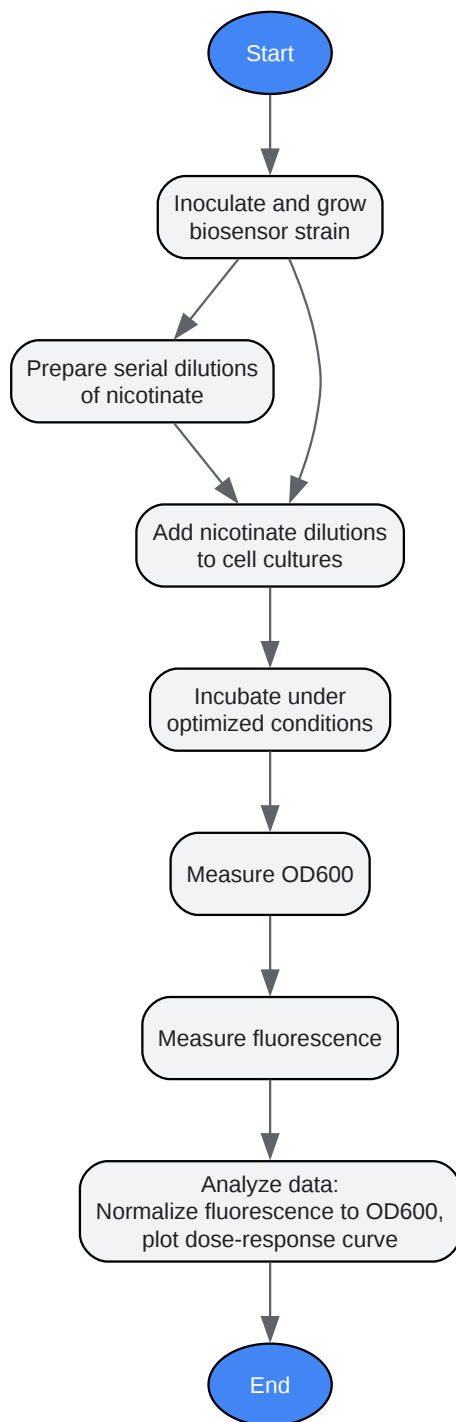 Start
Inoculate and grow
biosensor strain
Prepare serial dilutions
of nicotinate
Add nicotinate dilutions
to cell cultures
Incubate under
optimized conditions
Measure OD600
Measure fluorescence
Analyze data:
Normalize fluorescence to OD600,
plot dose-response curve
End